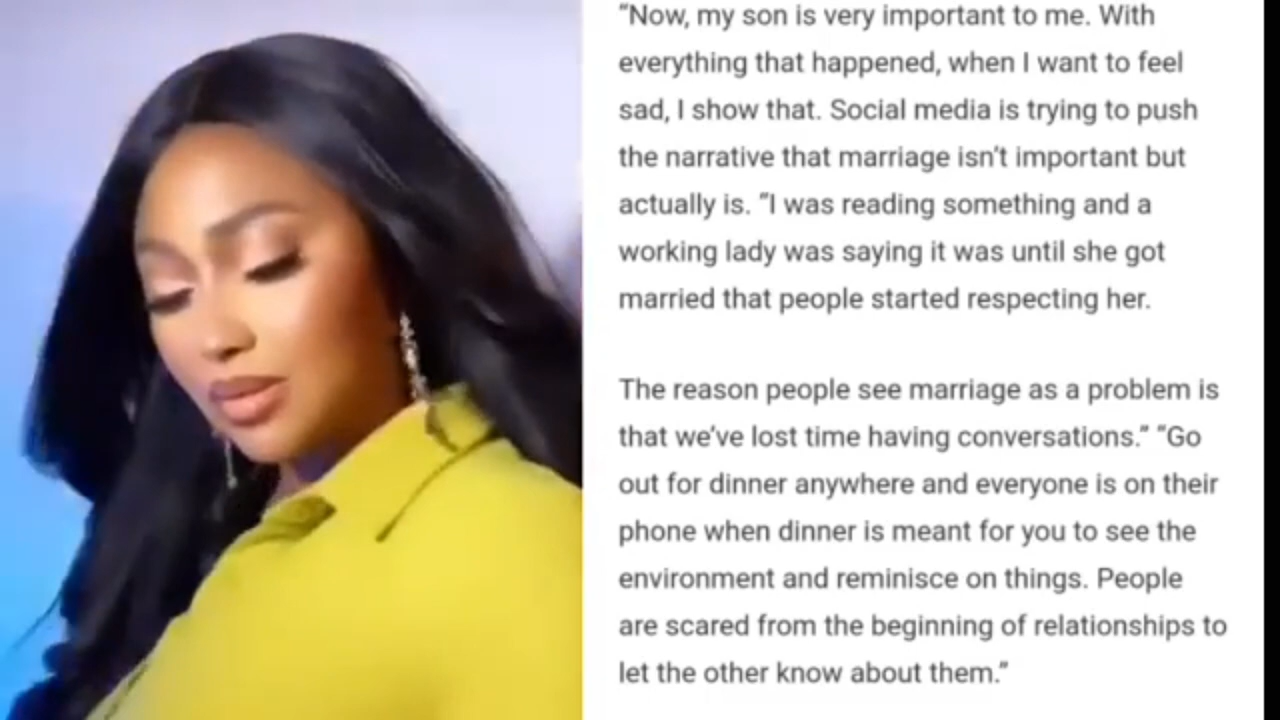 “Now, my son is very important to me. With
everything that happened, when I want to feel
sad, I show that. Social media is trying to push
the narrative that marriage isn’t important but
actually is. “I was reading something and a
working lady was saying it was until she got
married that people started respecting her.
The reason people see marriage as a problem is
that we’ve lost time having conversations.” “Go
out for dinner anywhere and everyone is on their
phone when dinner is meant for you to see the
environment and reminisce on things. People
are scared from the beginning of relationships to
let the other know about them.”